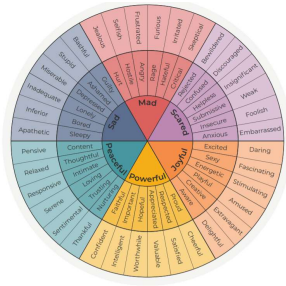 Mad
Scared
Joyful
Powerful
Peaceful
Sad
Hurt
Hostile
Angry
Rage
Hateful
Critical
Rejected
Confused
Helpless
Submissive
Insecure
Anxious
Excited
Sexy
Energetic
Playful
Creative
Aware
Proud
Respected
Appreciated
Hopeful
Important
Faithful
Nurturing
Trusting
Loving
Intimate
Thoughtful
Content
Sleepy
Bored
Lonely
Depressed
Ashamed
Guilty
Jealous
Selfish
Frustrated
Furious
Irritated
Skeptical
Bewildered
Discouraged
Insignificant
Weak
Foolish
Embarrassed
Daring
Fascinating
Stimulating
Amused
Extravagant
Delightful
Cheerful
Satisfied
Valuable
Worthwhile
Intelligent
Confident
Thankful
Sentimental
Serene
Responsive
Relaxed
Pensive
Apathetic
Inferior
Inadequate
Miserable
Stupid
Bashful